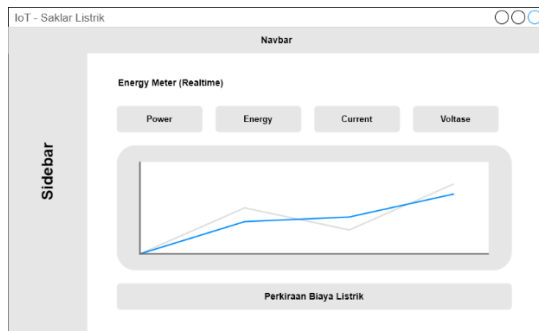 IoT - Saklar Listrik
Navbar
Sidebar
Energy Meter (Realtime)
Power
Energy
Current
Voltase
Perkiraan Biaya Listrik